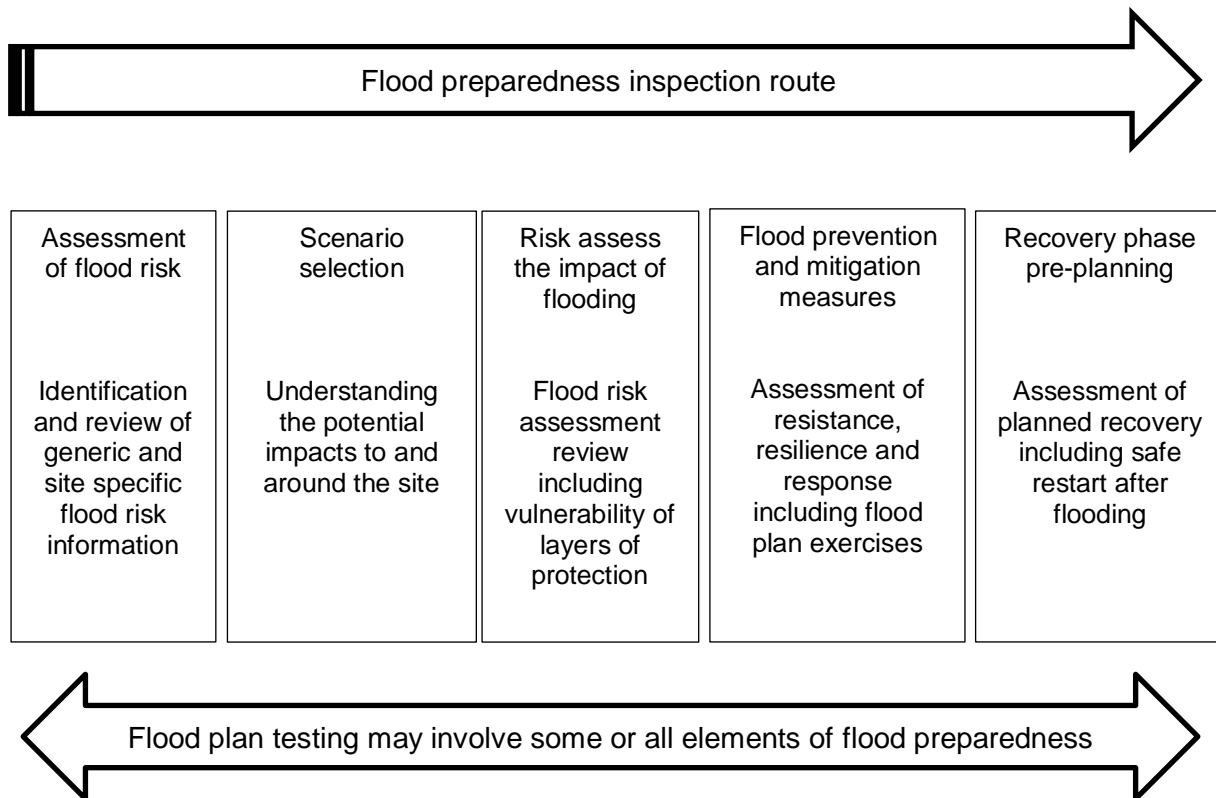 Flood preparedness inspection route
Assessment
of flood risk
Identification
and review of
generic and
site specific
flood risk
information
Scenario
selection
Understanding
the potential
impacts to and
around the site
Risk assess
the impact of
flooding
Flood risk
assessment
review
including
vulnerability of
layers of
protection
Flood prevention
and mitigation
measures
Assessment of
resistance,
resilience and
response
including flood
plan exercises
Recovery phase
pre-planning
Assessment of
planned recovery
including safe
restart after
flooding
Flood plan testing may involve some or all elements of flood preparedness